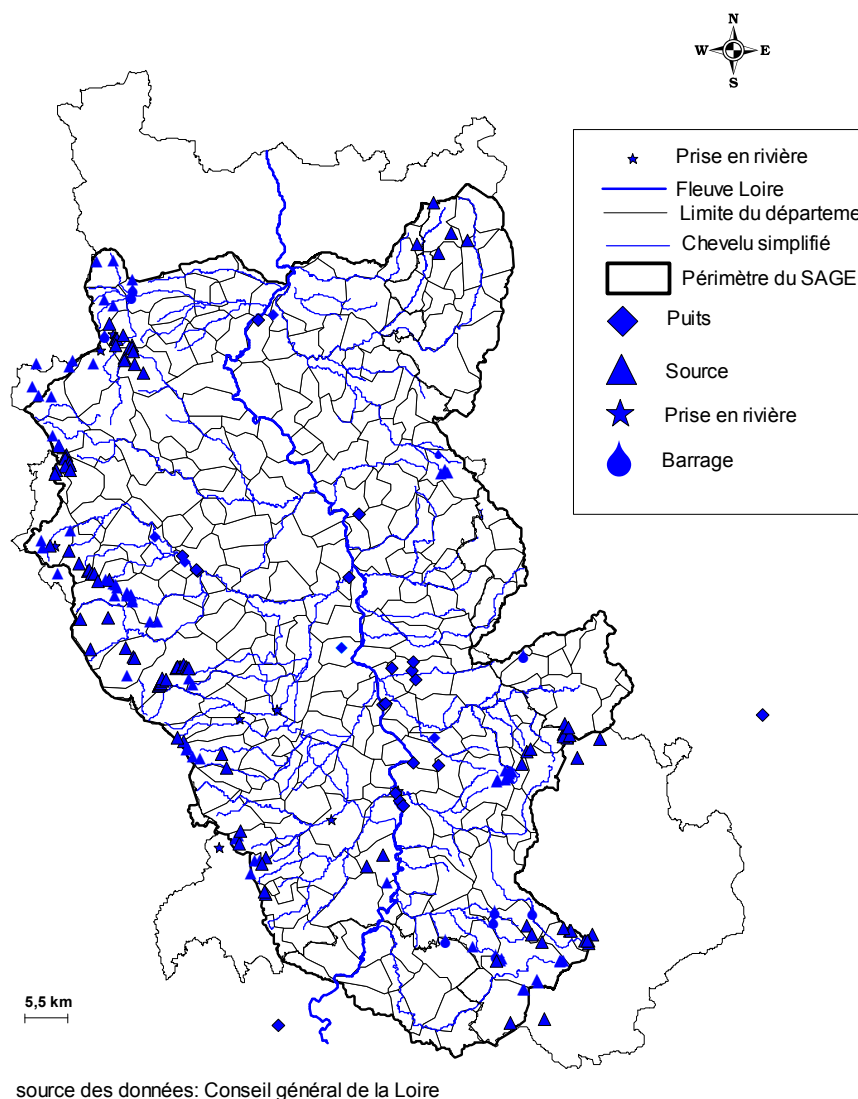 N
W E
S
Prise en rivière
Fleuve Loire
Limite du départeme
Chevelu simplifié
Périmètre du SAGE
Puits
Source
Prise en rivière
Barrage
5,5 km
source des données: Conseil général de la Loire